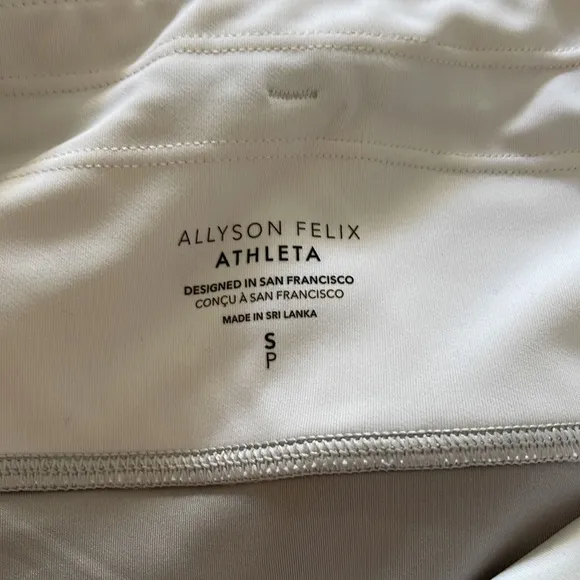 ALLYSON FELIX
ATHLETA
DESIGNED IN SAN FRANCISCO
CONÇU À SAN FRANCISCO
MADE IN SRI LANKA
S
P